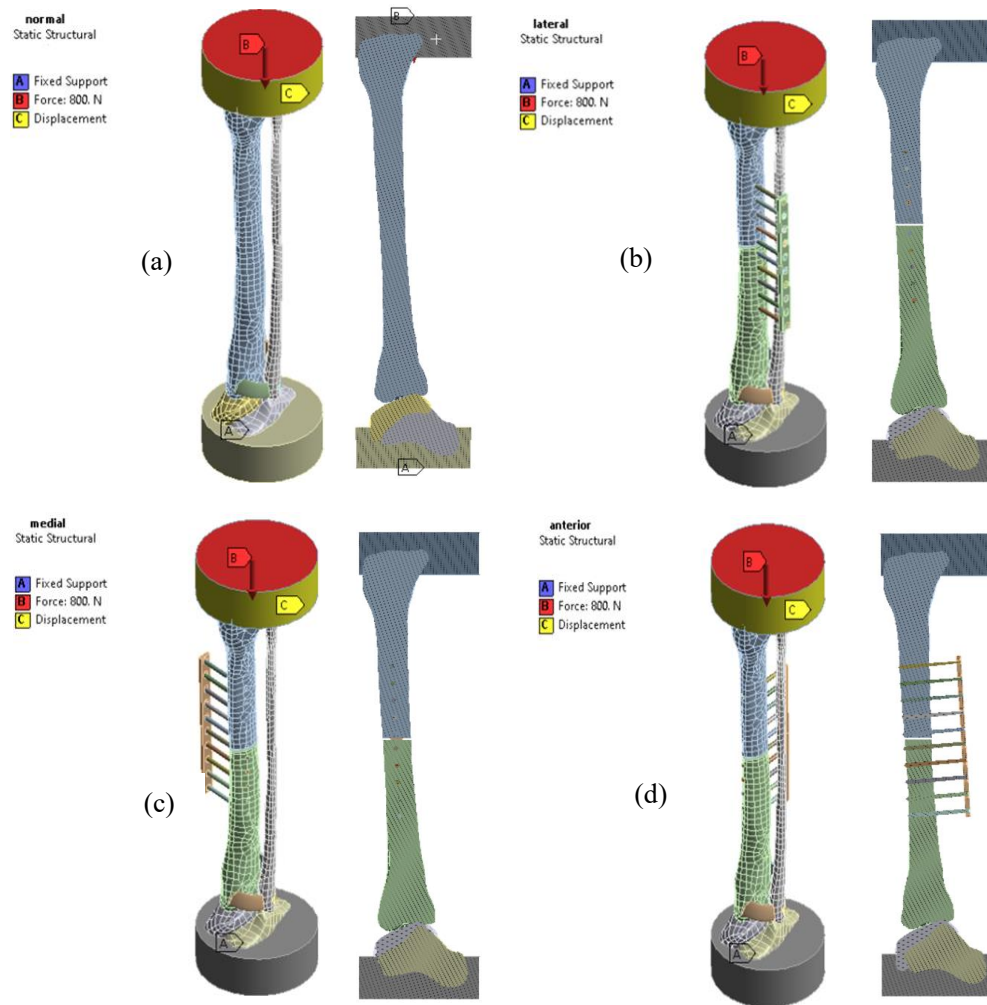 normal
Static Structural
A Fixed Support
B Force: 800. N
C Displacement
B
C
A
B
A
(a)
lateral
Static Structural
A Fixed Support
B Force: 800. N
C Displacement
B
C
A
(b)
medial
Static Structural
A Fixed Support
B Force: 800. N
C Displacement
B
C
A
(c)
anterior
Static Structural
A Fixed Support
B Force: 800. N
C Displacement
B
C
A
(d)